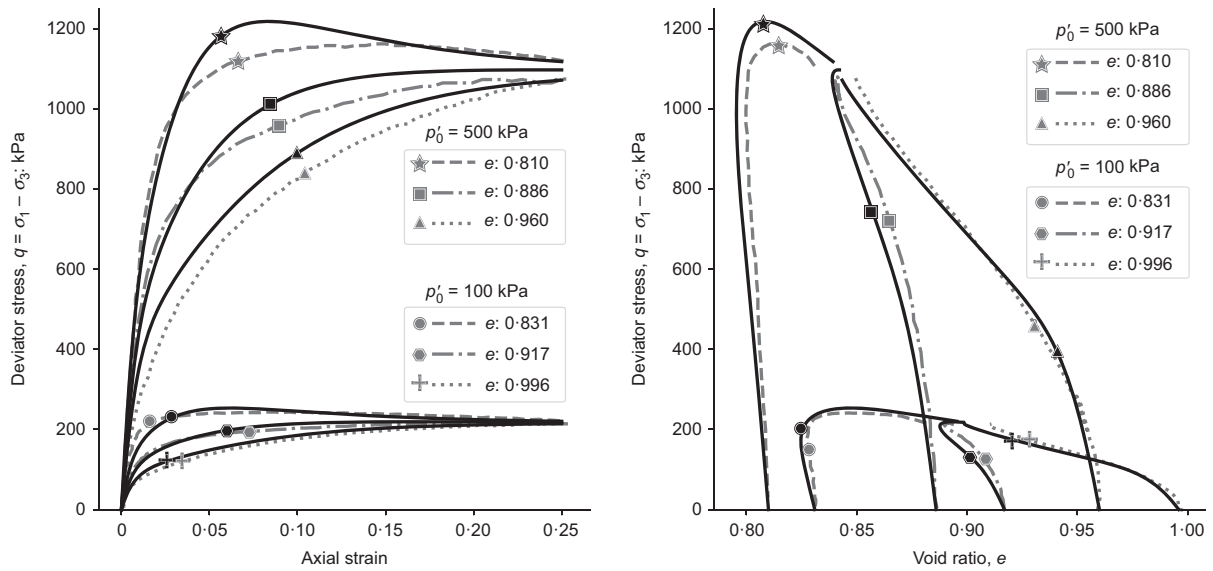 1200
1000
800
600
400
200
0
Deviator stress, q = σ1 − σ3: kPa
p′0 = 500 kPa
e: 0·810
e: 0·886
e: 0·960
p′0 = 100 kPa
e: 0·831
e: 0·917
e: 0·996
0
0·05
0·10
0·15
0·20
0·25
Axial strain
1200
1000
800
600
400
200
0
Deviator stress, q = σ1 − σ3: kPa
p′0 = 500 kPa
e: 0·810
e: 0·886
e: 0·960
p′0 = 100 kPa
e: 0·831
e: 0·917
e: 0·996
0·80
0·85
0·90
0·95
1·00
Void ratio, e